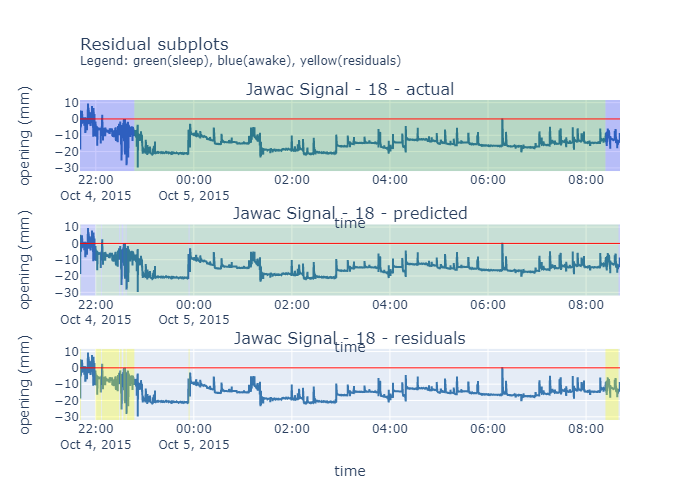 Residual subplots
Legend: green(sleep), blue(awake), yellow(residuals)
Jawac Signal - 18 - actual
opening (mm)
10
0
−10
−20
−30
22:00 00:00 02:00 04:00 06:00 08:00
Oct 4, 2015 Oct 5, 2015
time
Jawac Signal - 18 - predicted
opening (mm)
10
0
−10
−20
−30
22:00 00:00 02:00 04:00 06:00 08:00
Oct 4, 2015 Oct 5, 2015
time
Jawac Signal - 18 - residuals
opening (mm)
10
0
−10
−20
−30
22:00 00:00 02:00 04:00 06:00 08:00
Oct 4, 2015 Oct 5, 2015
time